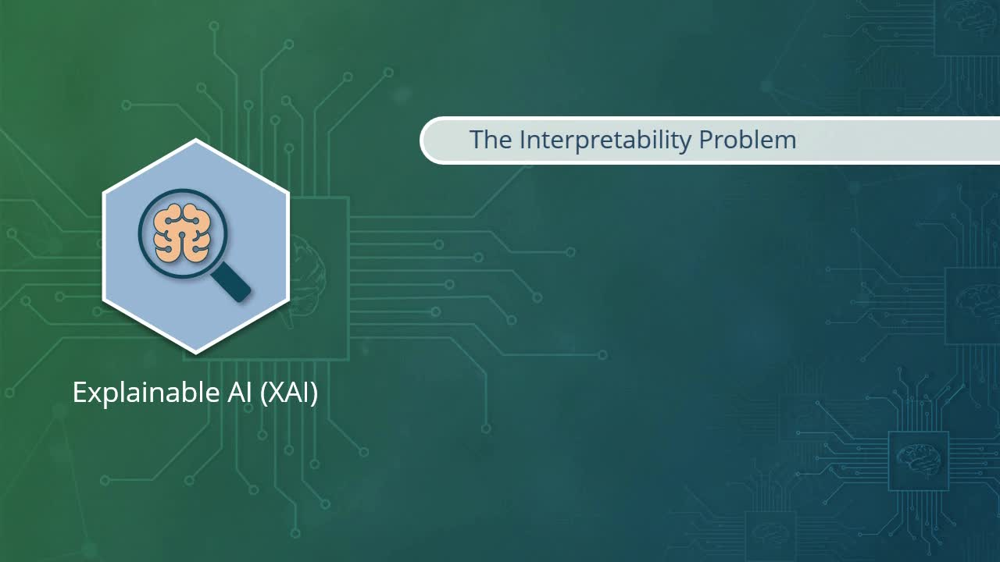 The Interpretability Problem
Explainable AI (XAI)